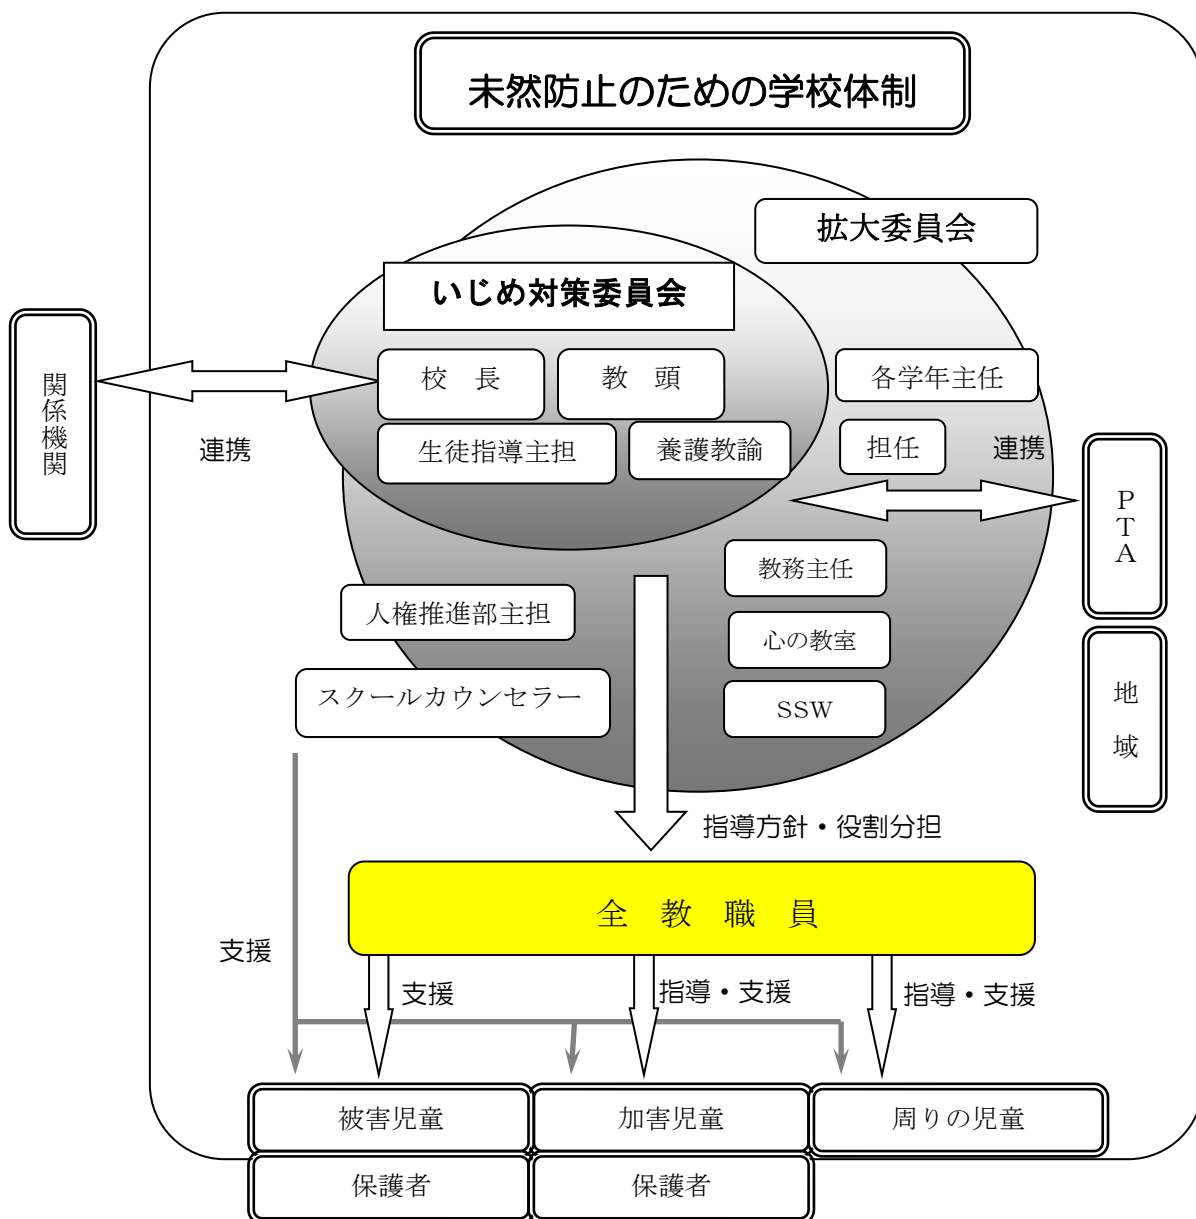 未然防止のための学校体制
拡大委員会
いじめ対策委員会
校　長
教　頭
各学年主任
関係機関
連携
生徒指導主担
養護教諭
担任
連携
PTA
教務主任
人権推進部主担
心の教室
スクールカウンセラー
SSW
地　域
指導方針・役割分担
全　教　職　員
支援
支援
指導・支援
指導・支援
被害児童
加害児童
周りの児童
保護者
保護者